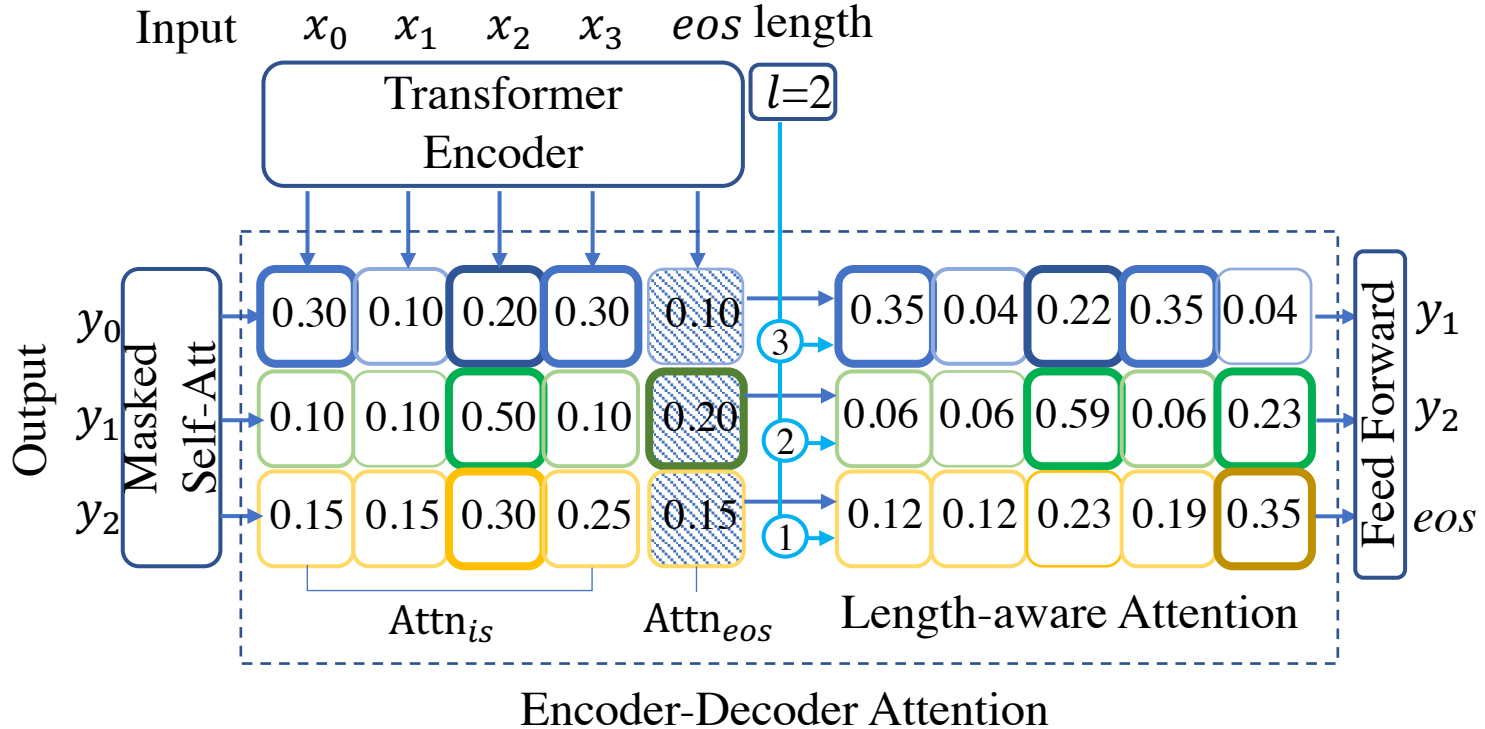 Input x₀ x₁ x₂ x₃ eos length
Transformer
Encoder
l=2
Output
Masked
Self-Att
y₀ 0.30 0.10 0.20 0.30 0.10 3 0.35 0.04 0.22 0.35 0.04 y₁
y₁ 0.10 0.10 0.50 0.10 0.20 2 0.06 0.06 0.59 0.06 0.23 y₂
y₂ 0.15 0.15 0.30 0.25 0.15 1 0.12 0.12 0.23 0.19 0.35 eos
Feed Forward
Attn_is Attn_eos Length-aware Attention
Encoder-Decoder Attention